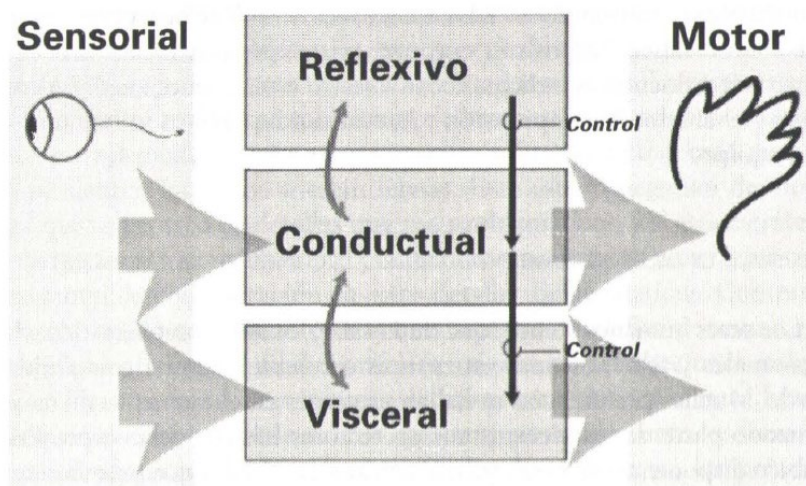 Sensorial
Reflexivo
Motor
Control
Conductual
Control
Visceral